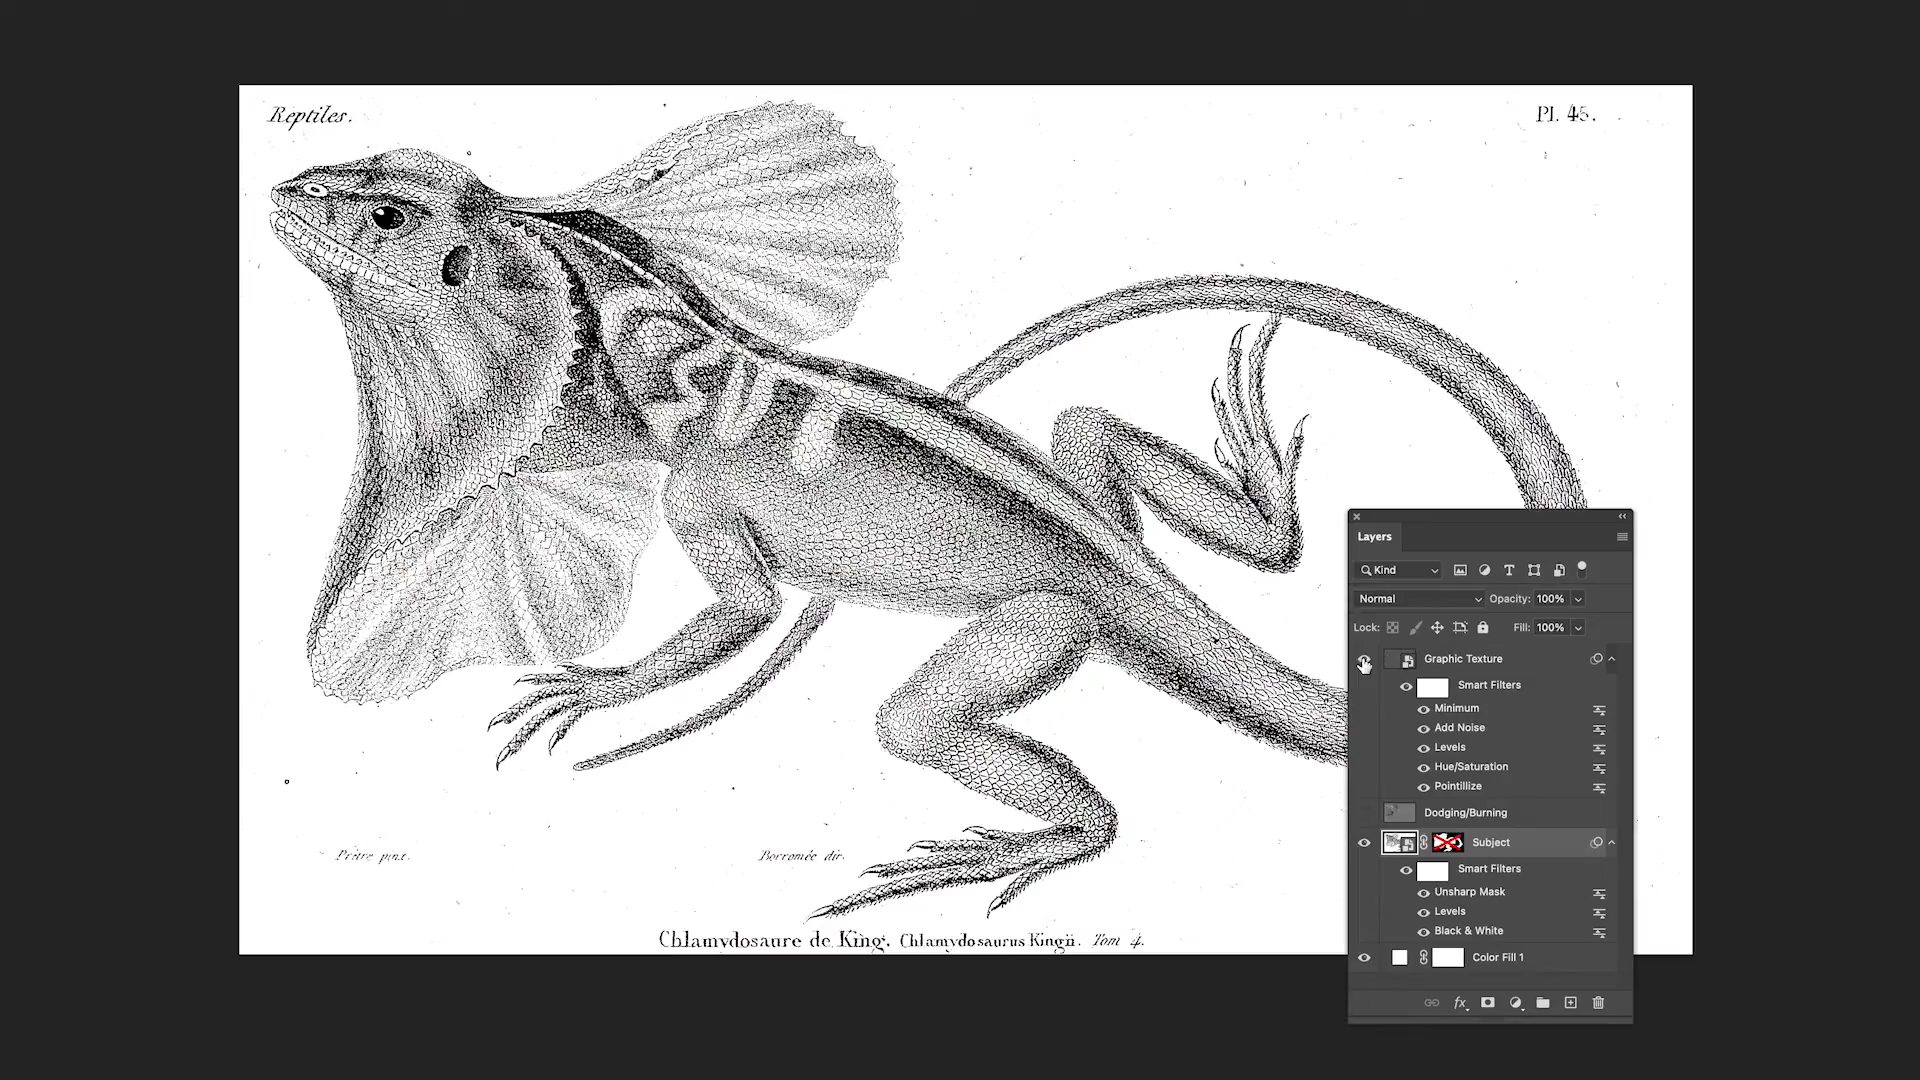 Reptiles.
Pl. 45.
Prêtre pinx.
Borromée dir.
Chlamydosaure de King. Chlamydosaurus Kingii. Tom 4.
Layers
Kind
Normal
Opacity: 100%
Lock:
Fill: 100%
Graphic Texture
Smart Filters
Minimum
Add Noise
Levels
Hue/Saturation
Pointillize
Dodging/Burning
Subject
Smart Filters
Unsharp Mask
Levels
Black & White
Color Fill 1
fx